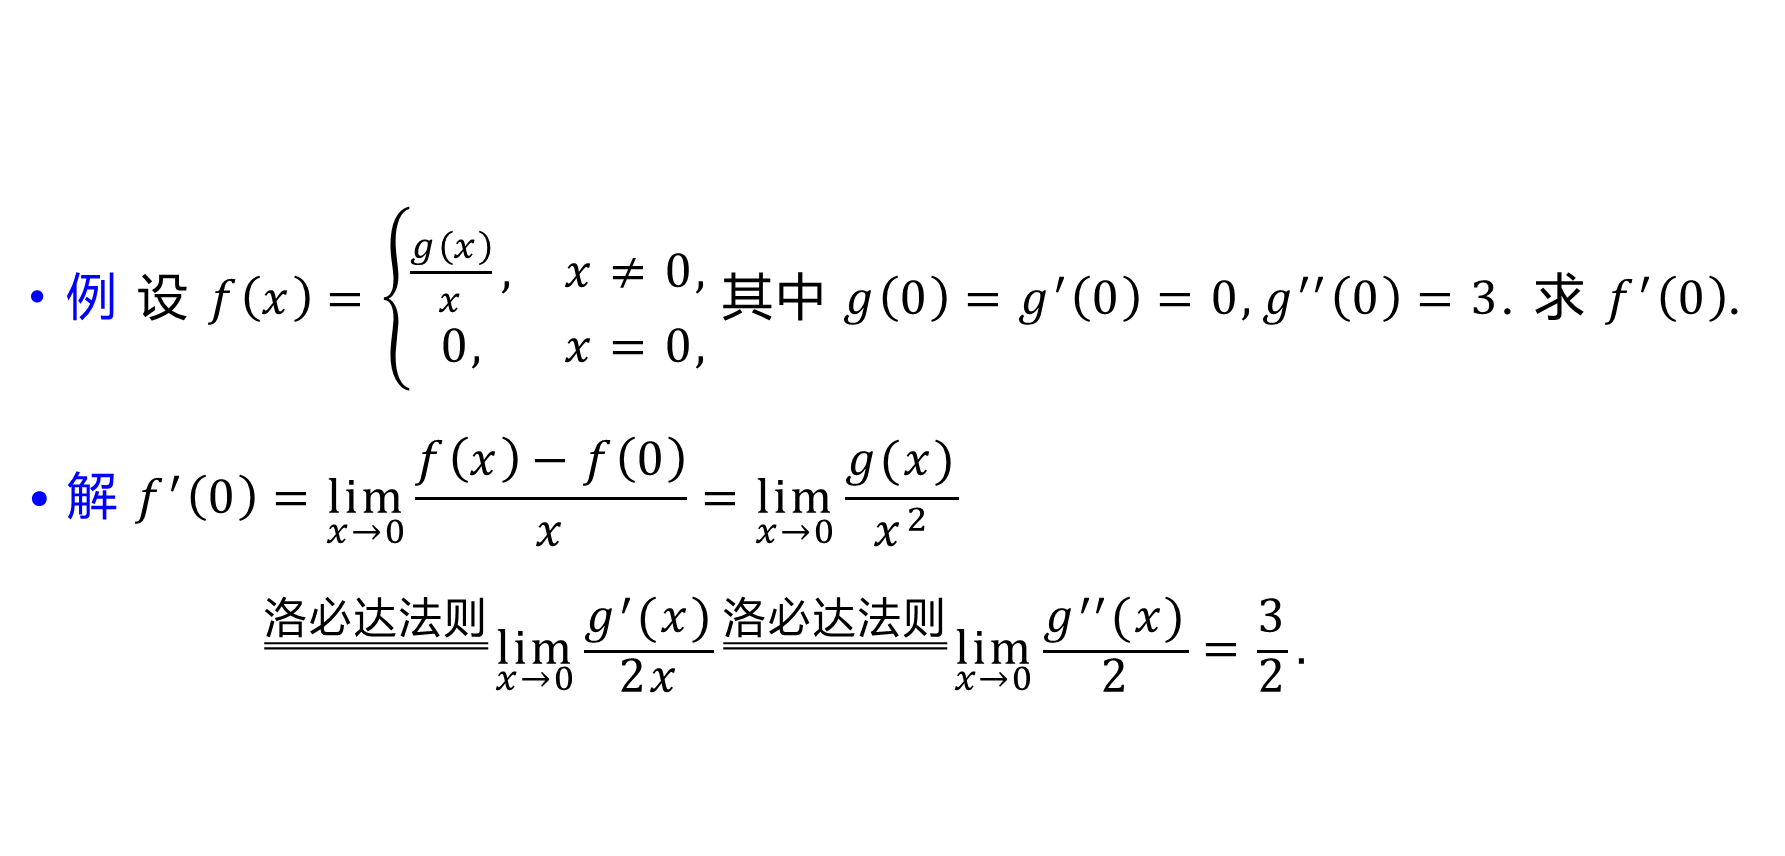 • 例 设 f(x) = { g(x)/x, x ≠ 0, 其中 g(0) = g′(0) = 0, g′′(0) = 3. 求 f′(0).
0, x = 0,
• 解 f′(0) = lim_{x→0} (f(x) − f(0))/x = lim_{x→0} g(x)/x²
洛必达法则 lim_{x→0} g′(x)/2x 洛必达法则 lim_{x→0} g′′(x)/2 = 3/2.